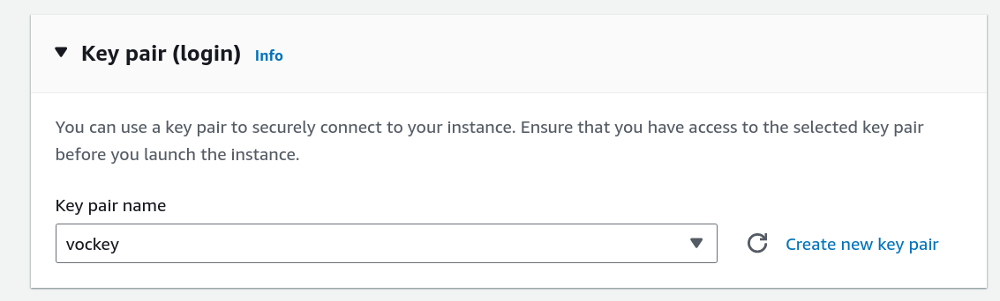 Key pair (login) Info
You can use a key pair to securely connect to your instance. Ensure that you have access to the selected key pair
before you launch the instance.
Key pair name
vockey
Create new key pair